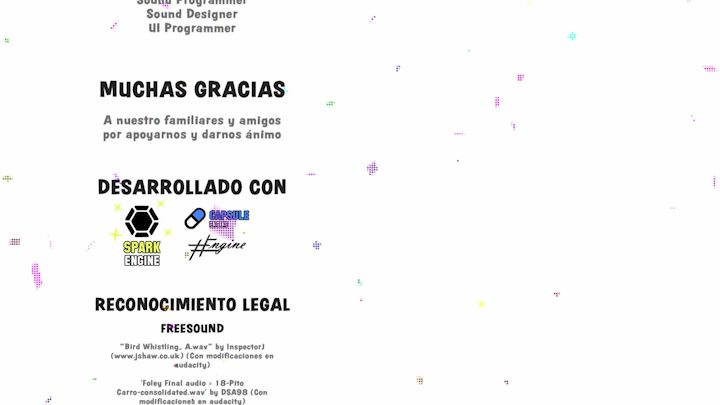 Sound Programmer
Sound Designer
UI Programmer
MUCHAS GRACIAS
A nuestro familiares y amigos
por apoyarnos y darnos ánimo
DESARROLLADO CON
SPARK
ENGINE
CAPSULE
ENGINE
#Engine
RECONOCIMIENTO LEGAL
FREESOUND
"Bird Whistling, A.wav" by InspectorJ
(www.jshaw.co.uk) (Con modificaciones en
audacity)
'Foley Final audio - 18-Pito
Carro-consolidated.wav' by DSA98 (Con
modificaciones en audacity)